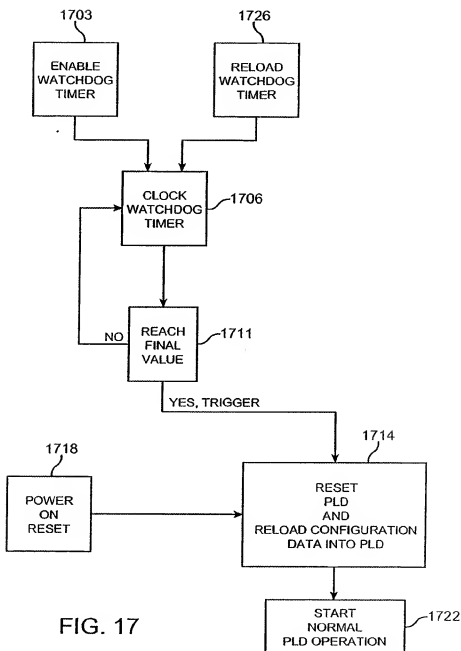 1703
1726
ENABLE
WATCHDOG
TIMER
RELOAD
WATCHDOG
TIMER
CLOCK
WATCHDOG
TIMER
1706
NO
REACH
FINAL
VALUE
1711
YES, TRIGGER
1718
1714
POWER
ON
RESET
RESET
PLD
AND
RELOAD CONFIGURATION
DATA INTO PLD
FIG. 17
START
NORMAL
PLD OPERATION
1722